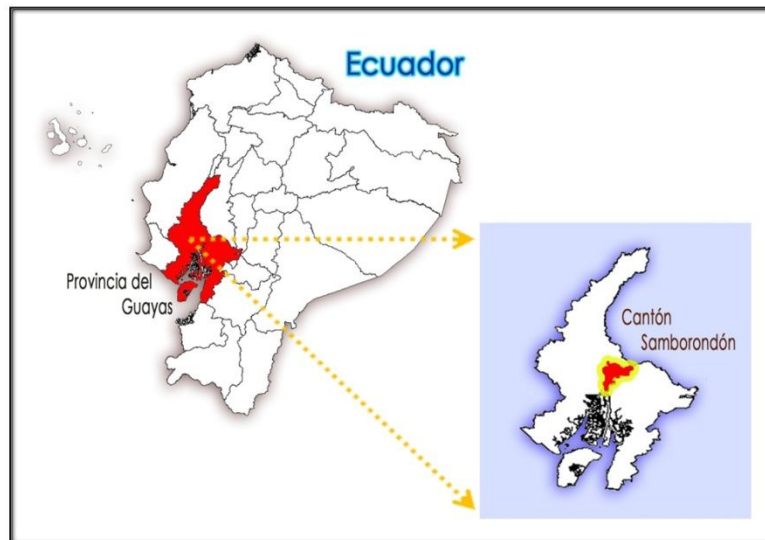 Ecuador
Provincia del
Guayas
Cantón
Samborondón